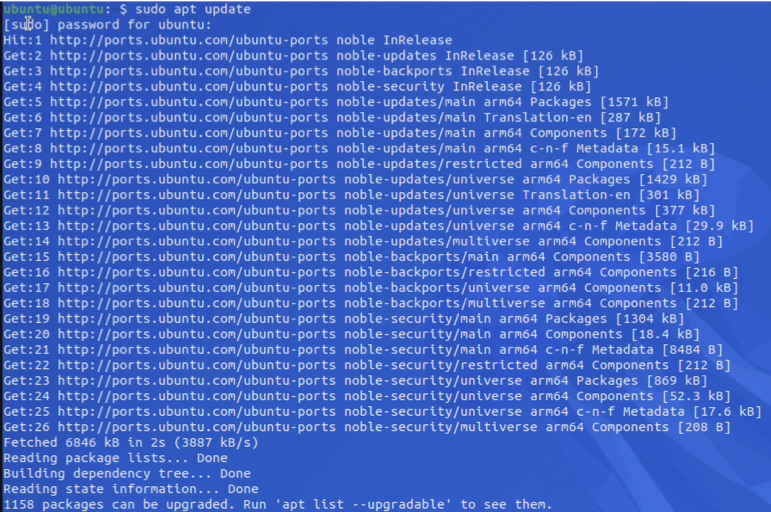 ubuntu@ubuntu: $ sudo apt update
[sudo] password for ubuntu:
Hit:1 http://ports.ubuntu.com/ubuntu-ports noble InRelease
Get:2 http://ports.ubuntu.com/ubuntu-ports noble-updates InRelease [126 kB]
Get:3 http://ports.ubuntu.com/ubuntu-ports noble-backports InRelease [126 kB]
Get:4 http://ports.ubuntu.com/ubuntu-ports noble-security InRelease [126 kB]
Get:5 http://ports.ubuntu.com/ubuntu-ports noble-updates/main arm64 Packages [1571 kB]
Get:6 http://ports.ubuntu.com/ubuntu-ports noble-updates/main Translation-en [287 kB]
Get:7 http://ports.ubuntu.com/ubuntu-ports noble-updates/main arm64 Components [172 kB]
Get:8 http://ports.ubuntu.com/ubuntu-ports noble-updates/main arm64 c-n-f Metadata [15.1 kB]
Get:9 http://ports.ubuntu.com/ubuntu-ports noble-updates/restricted arm64 Components [212 B]
Get:10 http://ports.ubuntu.com/ubuntu-ports noble-updates/universe arm64 Packages [1429 kB]
Get:11 http://ports.ubuntu.com/ubuntu-ports noble-updates/universe Translation-en [301 kB]
Get:12 http://ports.ubuntu.com/ubuntu-ports noble-updates/universe arm64 Components [377 kB]
Get:13 http://ports.ubuntu.com/ubuntu-ports noble-updates/universe arm64 c-n-f Metadata [29.9 kB]
Get:14 http://ports.ubuntu.com/ubuntu-ports noble-updates/multiverse arm64 Components [212 B]
Get:15 http://ports.ubuntu.com/ubuntu-ports noble-backports/main arm64 Components [3580 B]
Get:16 http://ports.ubuntu.com/ubuntu-ports noble-backports/restricted arm64 Components [216 B]
Get:17 http://ports.ubuntu.com/ubuntu-ports noble-backports/universe arm64 Components [11.0 kB]
Get:18 http://ports.ubuntu.com/ubuntu-ports noble-backports/multiverse arm64 Components [212 B]
Get:19 http://ports.ubuntu.com/ubuntu-ports noble-security/main arm64 Packages [1304 kB]
Get:20 http://ports.ubuntu.com/ubuntu-ports noble-security/main arm64 Components [18.4 kB]
Get:21 http://ports.ubuntu.com/ubuntu-ports noble-security/main arm64 c-n-f Metadata [8484 B]
Get:22 http://ports.ubuntu.com/ubuntu-ports noble-security/restricted arm64 Components [212 B]
Get:23 http://ports.ubuntu.com/ubuntu-ports noble-security/universe arm64 Packages [869 kB]
Get:24 http://ports.ubuntu.com/ubuntu-ports noble-security/universe arm64 Components [52.3 kB]
Get:25 http://ports.ubuntu.com/ubuntu-ports noble-security/universe arm64 c-n-f Metadata [17.6 kB]
Get:26 http://ports.ubuntu.com/ubuntu-ports noble-security/multiverse arm64 Components [208 B]
Fetched 6846 kB in 2s (3887 kB/s)
Reading package lists... Done
Building dependency tree... Done
Reading state information... Done
1158 packages can be upgraded. Run 'apt list --upgradable' to see them.